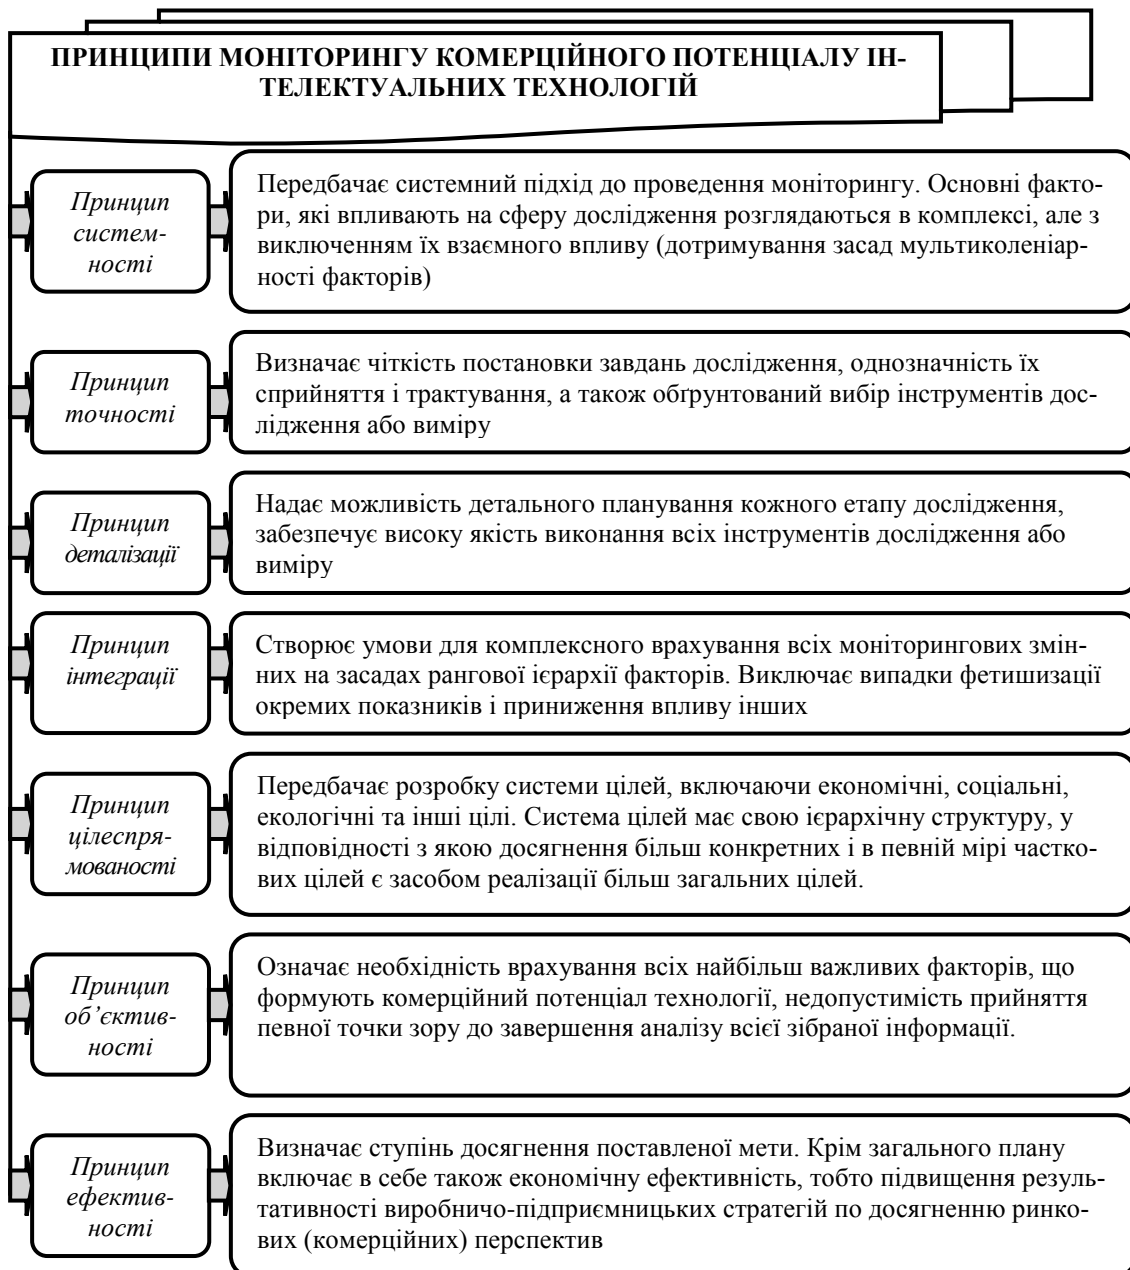 ПРИНЦИПИ МОНІТОРИНГУ КОМЕРЦІЙНОГО ПОТЕНЦІАЛУ ІН-
ТЕЛЕКТУАЛЬНИХ ТЕХНОЛОГІЙ
Принцип
систем-
ності
Передбачає системний підхід до проведення моніторингу. Основні факто-
ри, які впливають на сферу дослідження розглядаються в комплексі, але з
виключенням їх взаємного впливу (дотримування засад мультиколеніар-
ності факторів)
Принцип
точності
Визначає чіткість постановки завдань дослідження, однозначність їх
сприйняття і трактування, а також обґрунтований вибір інструментів дос-
лідження або виміру
Принцип
деталізації
Надає можливість детального планування кожного етапу дослідження,
забезпечує високу якість виконання всіх інструментів дослідження або
виміру
Принцип
інтеграції
Створює умови для комплексного врахування всіх моніторингових змін-
них на засадах рангової ієрархії факторів. Виключає випадки фетишизації
окремих показників і приниження впливу інших
Принцип
цілеспря-
мованості
Передбачає розробку системи цілей, включаючи економічні, соціальні,
екологічні та інші цілі. Система цілей має свою ієрархічну структуру, у
відповідності з якою досягнення більш конкретних і в певній мірі частко-
вих цілей є засобом реалізації більш загальних цілей.
Принцип
об’єктив-
ності
Означає необхідність врахування всіх найбільш важливих факторів, що
формують комерційний потенціал технології, недопустимість прийняття
певної точки зору до завершення аналізу всієї зібраної інформації.
Принцип
ефектив-
ності
Визначає ступінь досягнення поставленої мети. Крім загального плану
включає в себе також економічну ефективність, тобто підвищення резуль-
тативності виробничо-підприємницьких стратегій по досягненню ринко-
вих (комерційних) перспектив